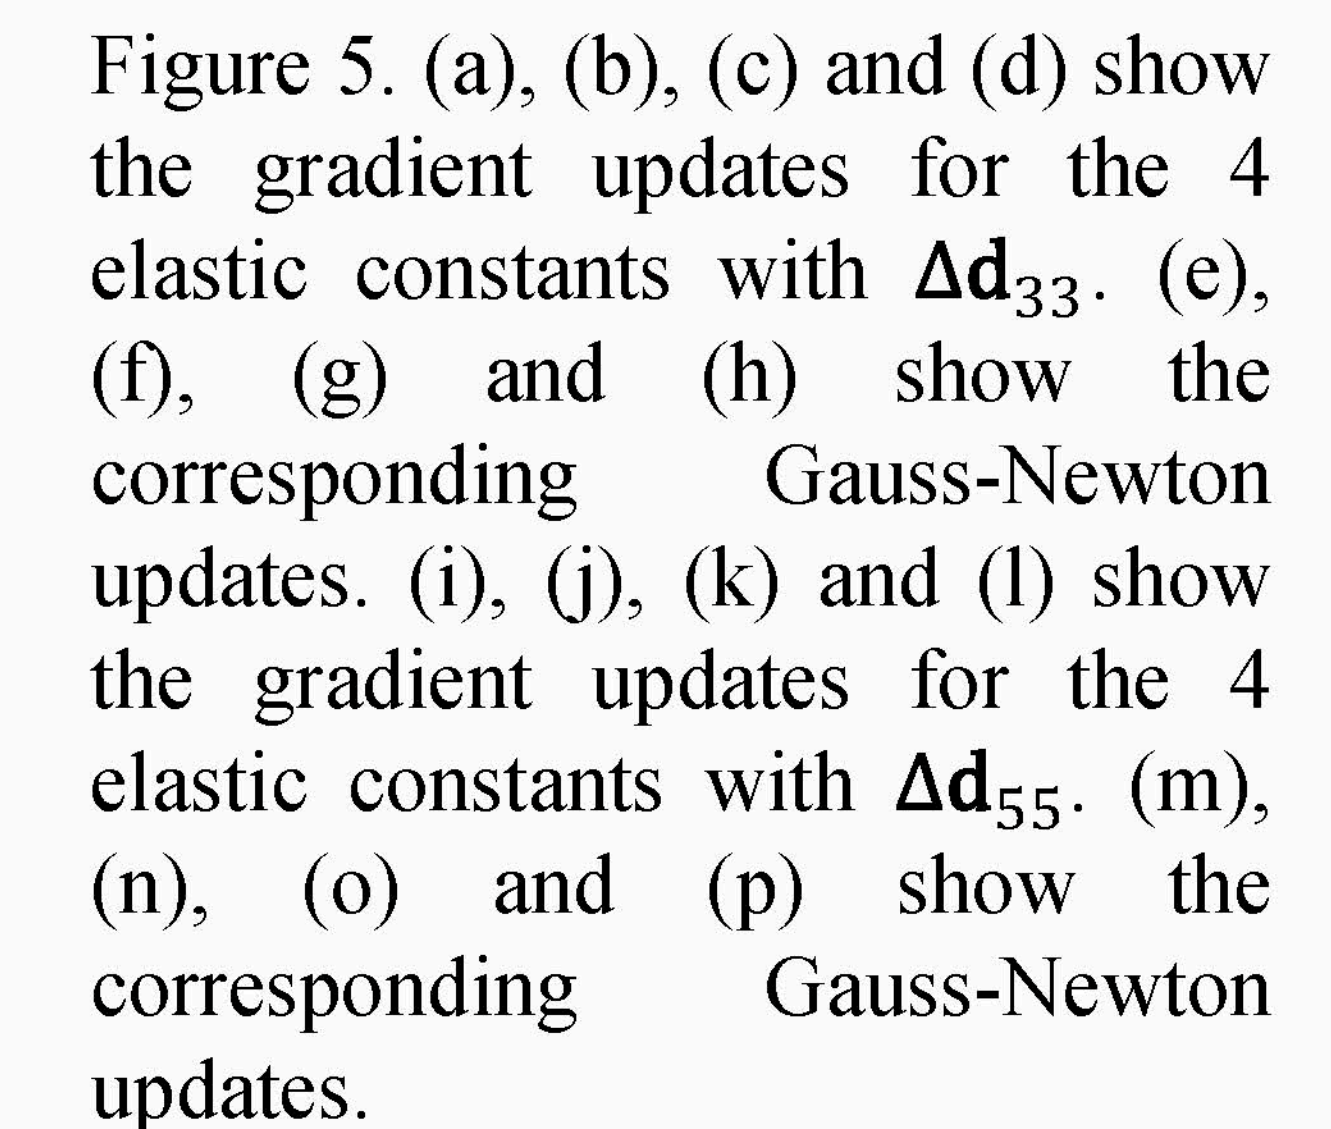 Figure 5. (a), (b), (c) and (d) show
the gradient updates for the 4
elastic constants with Δd₃₃. (e),
(f), (g) and (h) show the
corresponding Gauss-Newton
updates. (i), (j), (k) and (l) show
the gradient updates for the 4
elastic constants with Δd₅₅. (m),
(n), (o) and (p) show the
corresponding Gauss-Newton
updates.